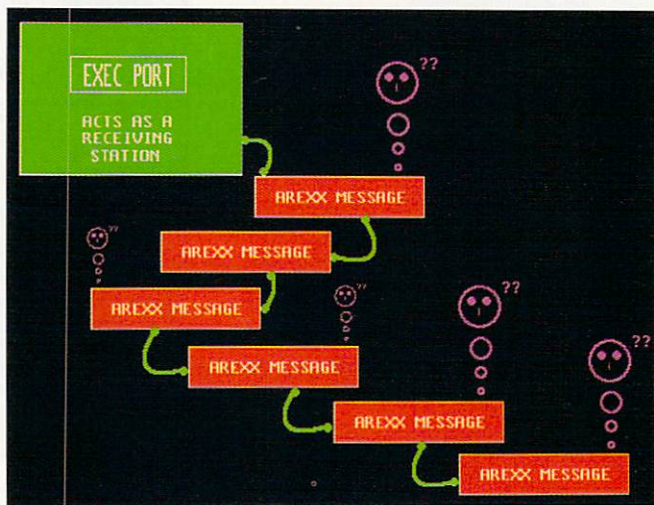 EXEC PORT
ACTS AS A
RECEIVING
STATION
??
AREXX MESSAGE
??
AREXX MESSAGE
AREXX MESSAGE
??
AREXX MESSAGE
??
AREXX MESSAGE
??
AREXX MESSAGE